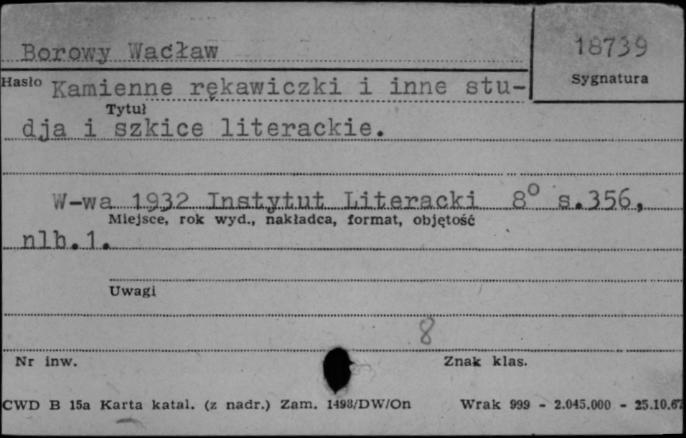 Borowy Wacław
18739
Hasło
Sygnatura
Kamienne rękawiczki i inne stu-
Tytuł
dja i szkice literackie.
W-wa 1932 Instytut Literacki 8° s.356,
Miejsce, rok wyd., nakładca, format, objętość
nlb.1.
Uwagi
8
Nr inw.
Znak klas.
CWD B 15a Karta katal. (z nadr.) Zam. 1498/DW/On Wrak 999 - 2.045.000 - 25.10.67